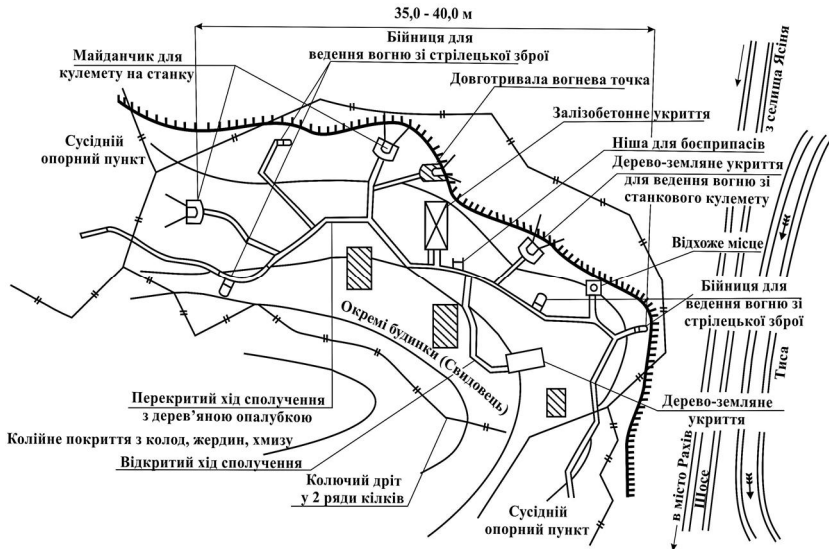 35,0 - 40,0 м
Бійниця для
ведення вогню зі стрілецької зброї
Майданчик для
кулемету на станку
Довготривала вогнева точка
з селища Ясіня
Залізобетонне укриття
Сусідній
опорний пункт
Ніша для боєприпасів
Дерево-земляне укриття
для ведення вогню зі
станкового кулемету
Відхоже місце
Бійниця для
ведення вогню зі
стрілецької зброї
Окремі будинки (Свидовець)
Тиса
Перекритий хід сполучення
з дерев’яною опалубкою
Дерево-земляне
укриття
Колійне покриття з колод, жердин, хмизу
Відкритий хід сполучення
Колючий дріт
у 2 ряди кілків
Сусідній
опорний пункт
в місто Рахів
Шосе